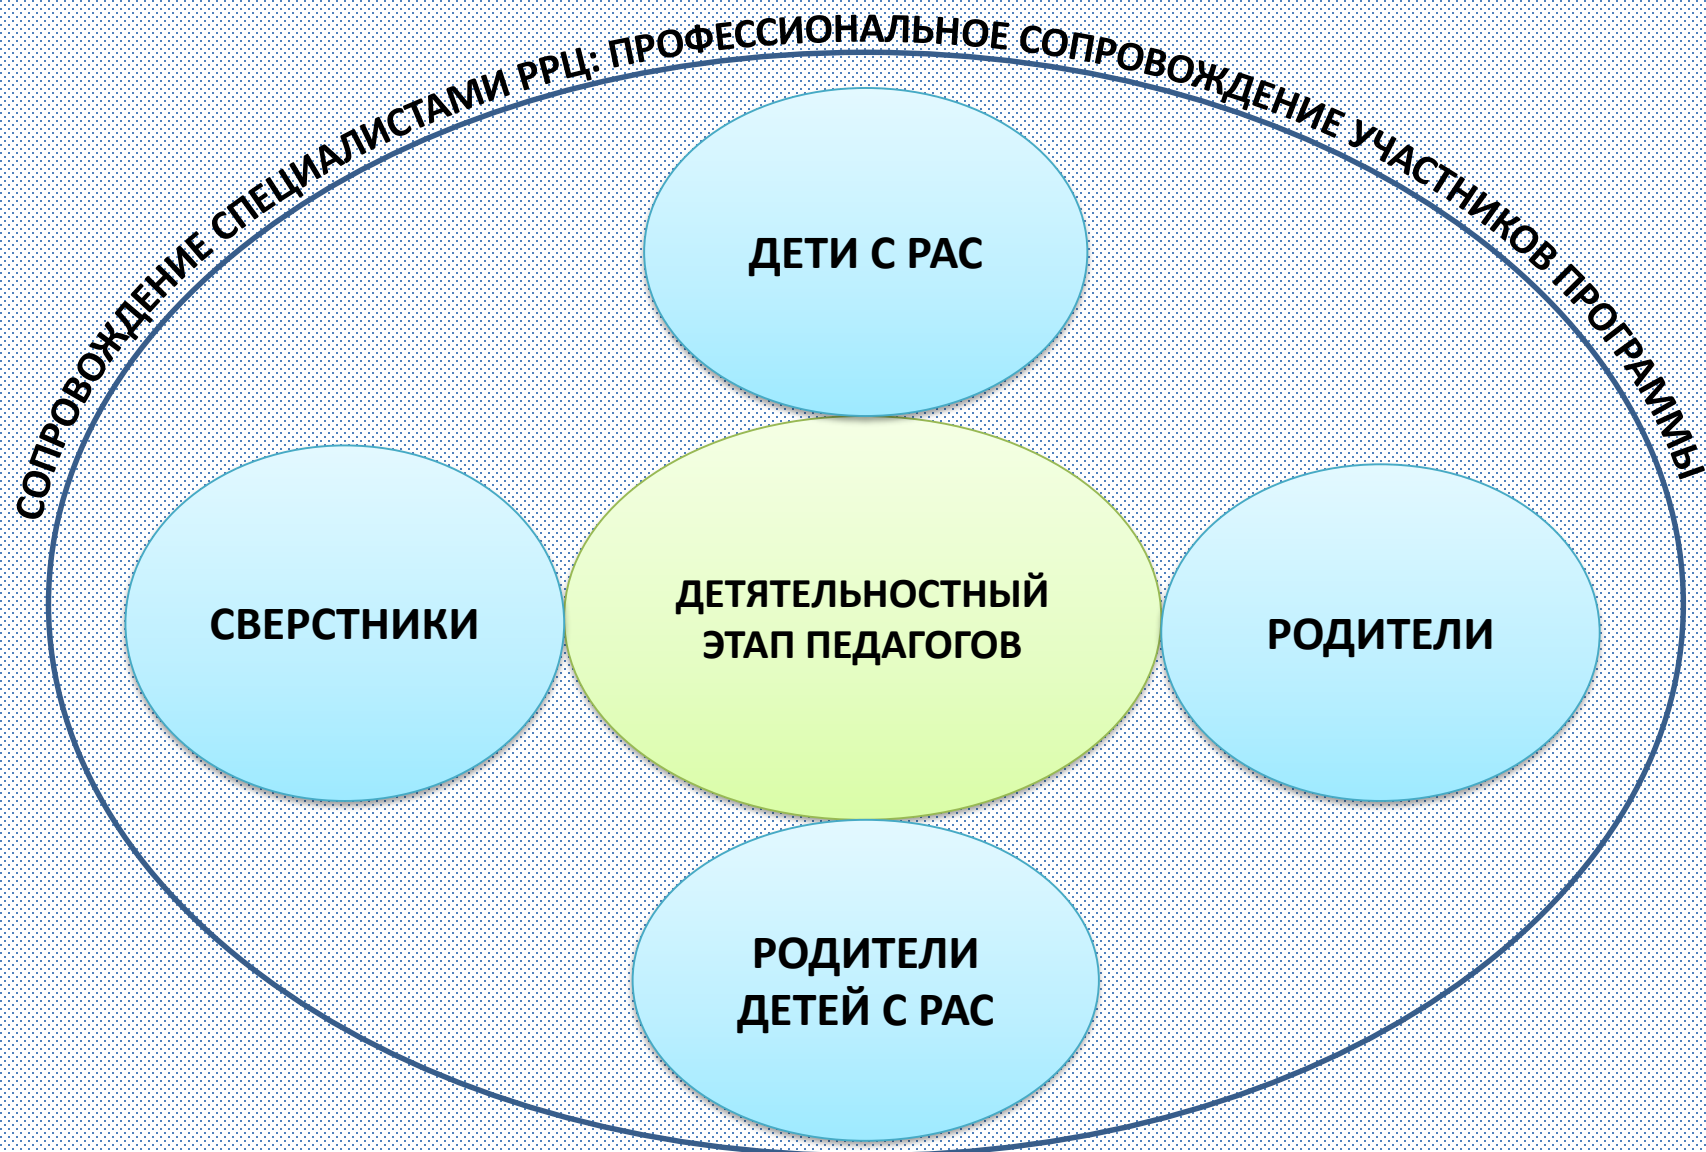 СОПРОВОЖДЕНИЕ СПЕЦИАЛИСТАМИ РРЦ: ПРОФЕССИОНАЛЬНОЕ СОПРОВОЖДЕНИЕ УЧАСТНИКОВ ПРОГРАММЫ
ДЕТИ С РАС
СВЕРСТНИКИ
ДЕТЯТЕЛЬНОСТНЫЙ
ЭТАП ПЕДАГОГОВ
РОДИТЕЛИ
РОДИТЕЛИ
ДЕТЕЙ С РАС